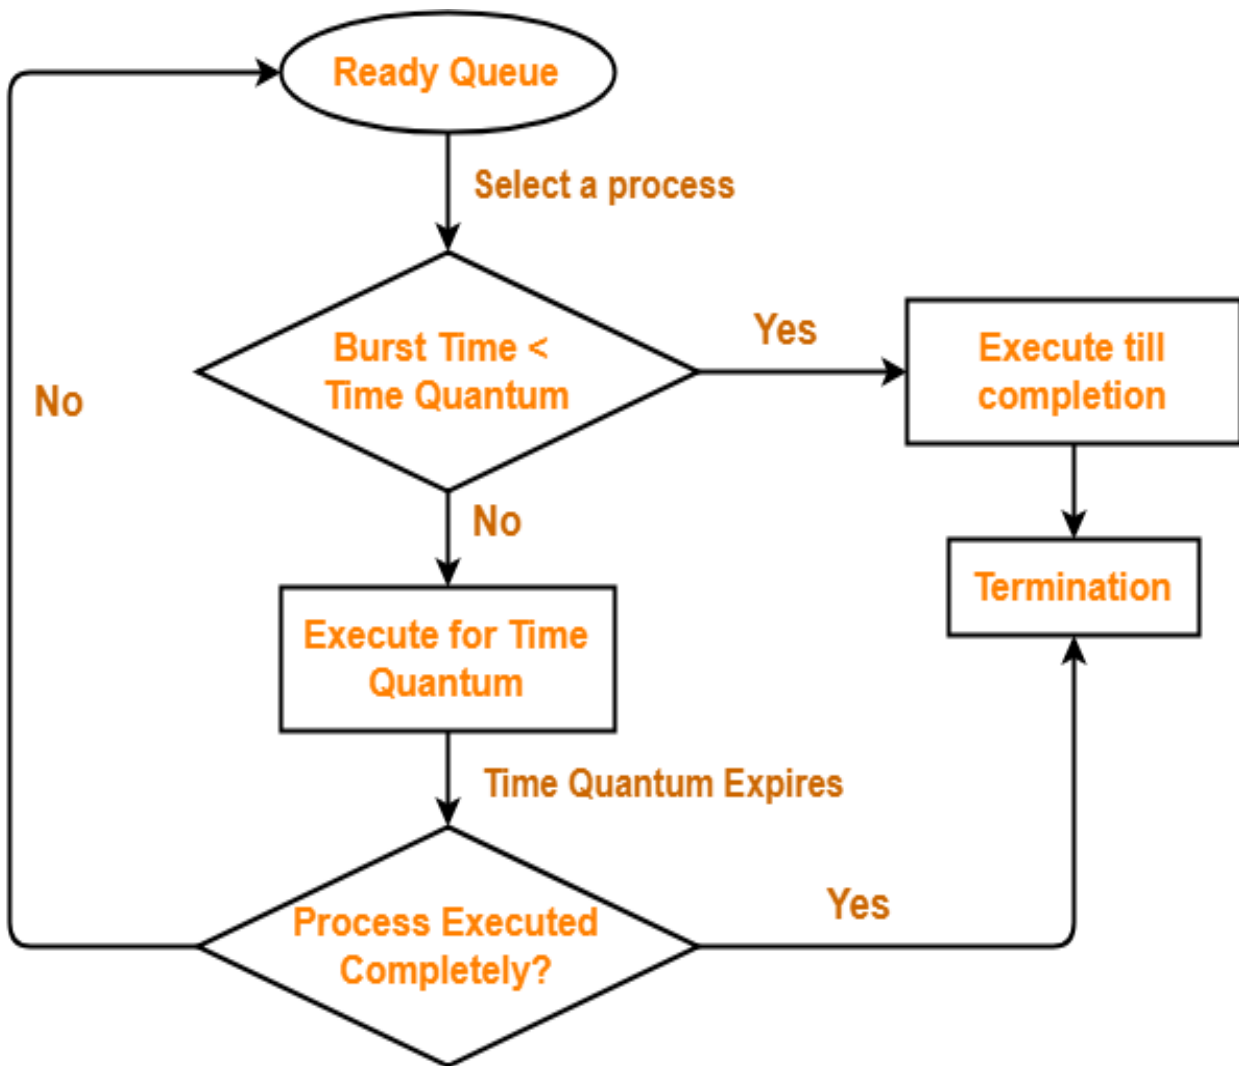 Ready Queue
Select a process
Burst Time <
Time Quantum
Yes
Execute till
completion
No
No
Termination
Execute for Time
Quantum
Time Quantum Expires
Process Executed
Completely?
Yes